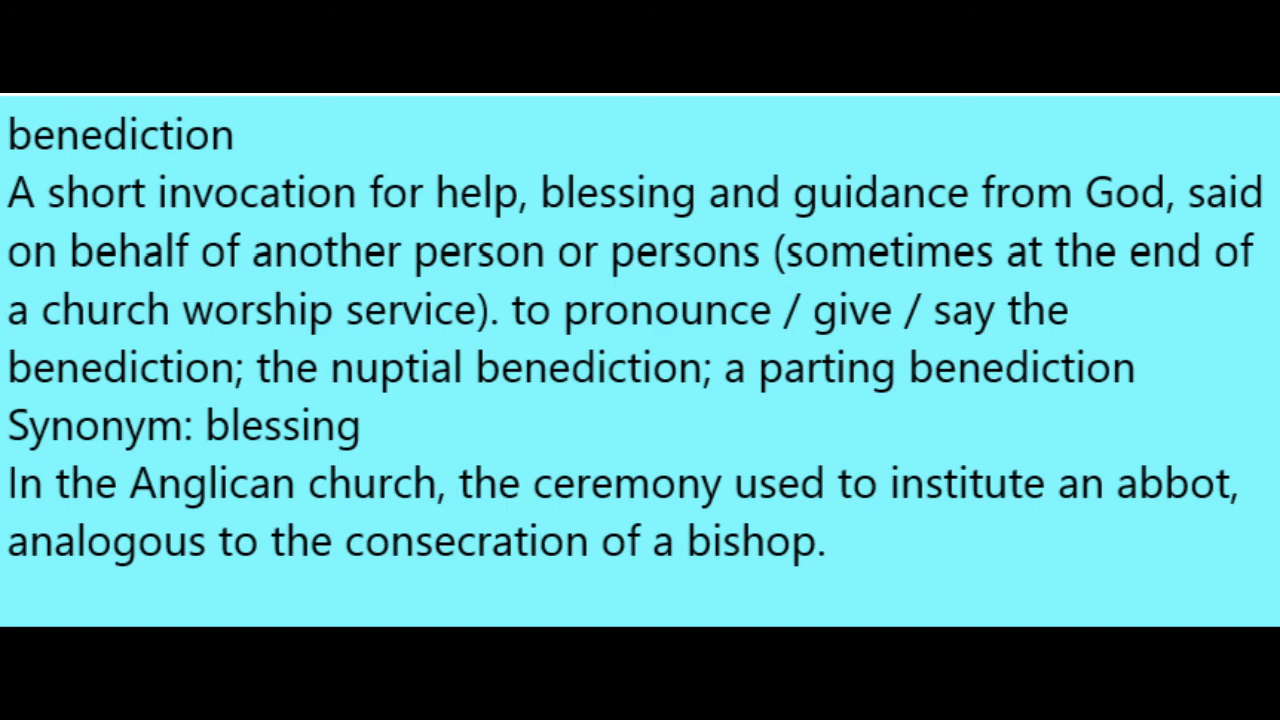 benediction
A short invocation for help, blessing and guidance from God, said
on behalf of another person or persons (sometimes at the end of
a church worship service). to pronounce / give / say the
benediction; the nuptial benediction; a parting benediction
Synonym: blessing
In the Anglican church, the ceremony used to institute an abbot,
analogous to the consecration of a bishop.